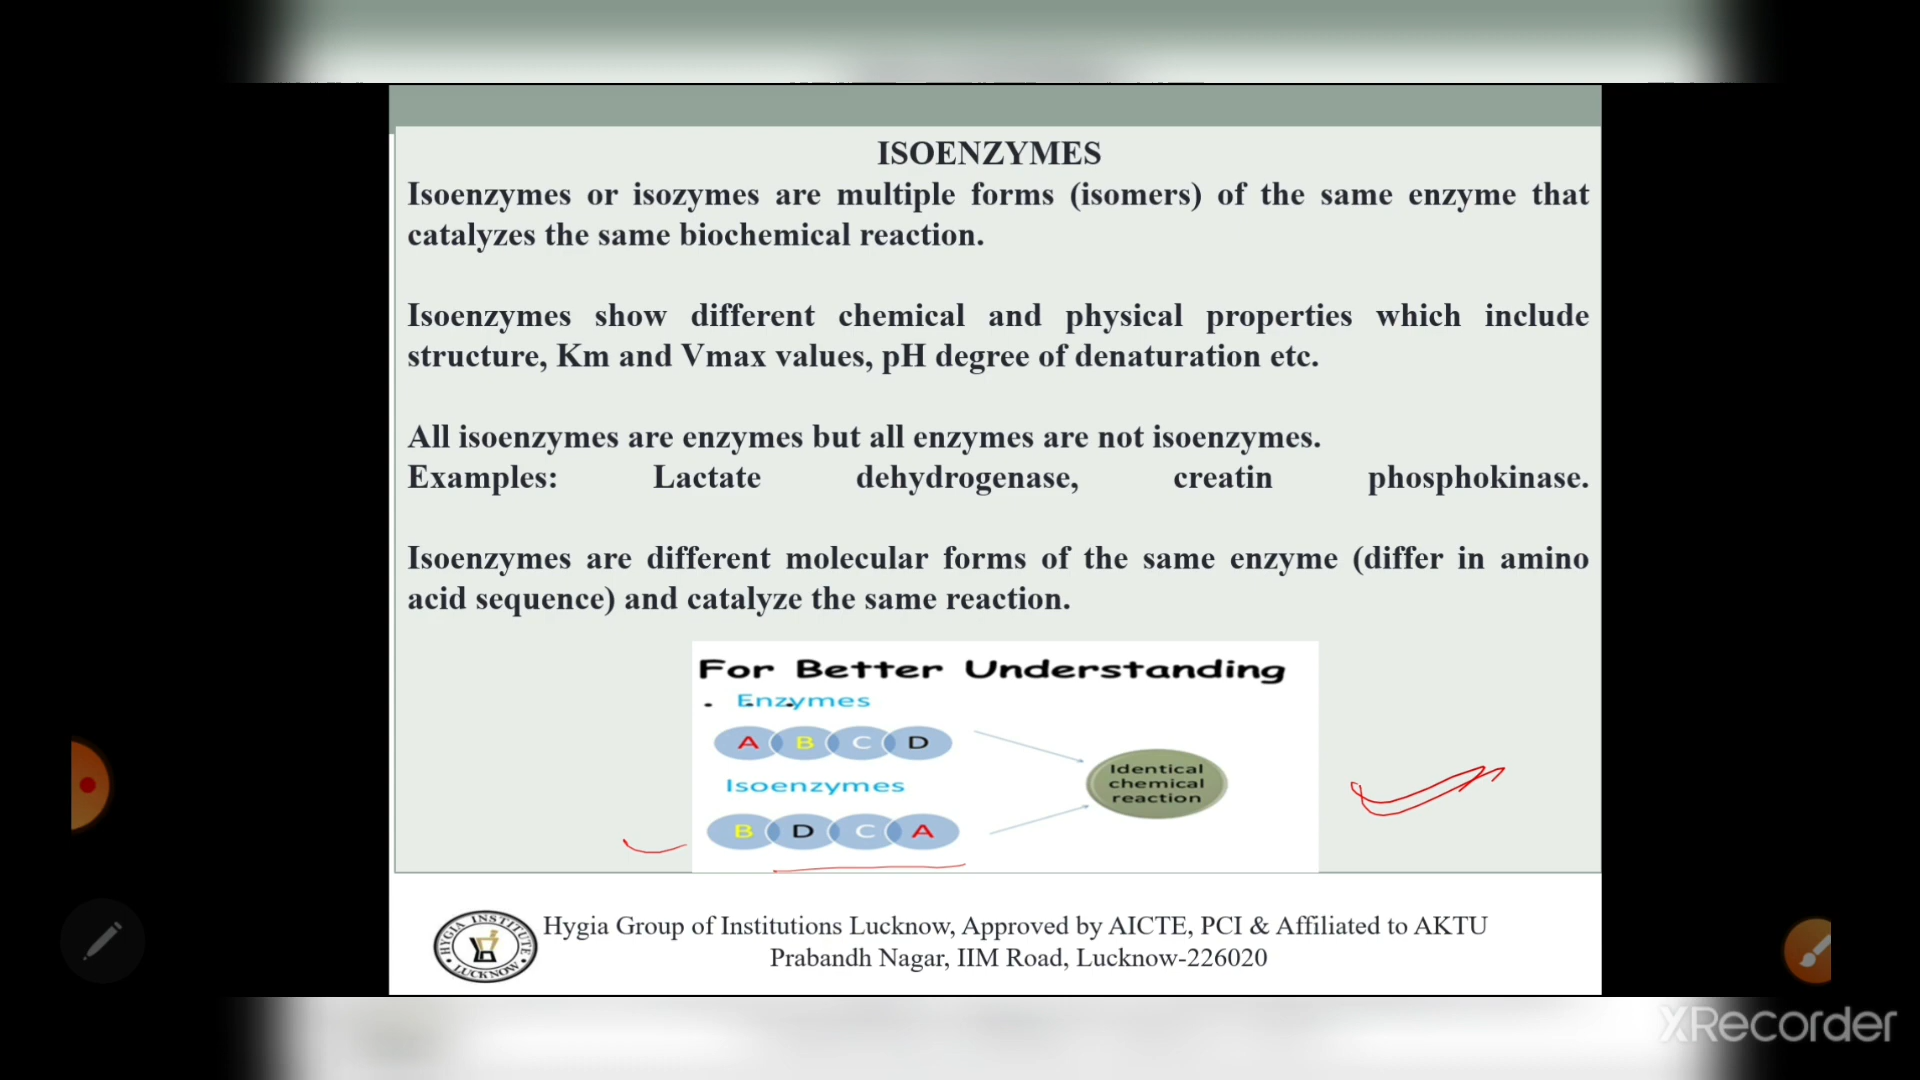 ISOENZYMES
Isoenzymes or isozymes are multiple forms (isomers) of the same enzyme that
catalyzes the same biochemical reaction.
Isoenzymes show different chemical and physical properties which include
structure, Km and Vmax values, pH degree of denaturation etc.
All isoenzymes are enzymes but all enzymes are not isoenzymes.
Examples: Lactate dehydrogenase, creatin phosphokinase.
Isoenzymes are different molecular forms of the same enzyme (differ in amino
acid sequence) and catalyze the same reaction.
For Better Understanding
Enzymes
A B C D
Isoenzymes
B D C A
Identical
chemical
reaction
HYGIA INSTITUTE
LUCKNOW
Hygia Group of Institutions Lucknow, Approved by AICTE, PCI & Affiliated to AKTU
Prabandh Nagar, IIM Road, Lucknow-226020
XRecorder